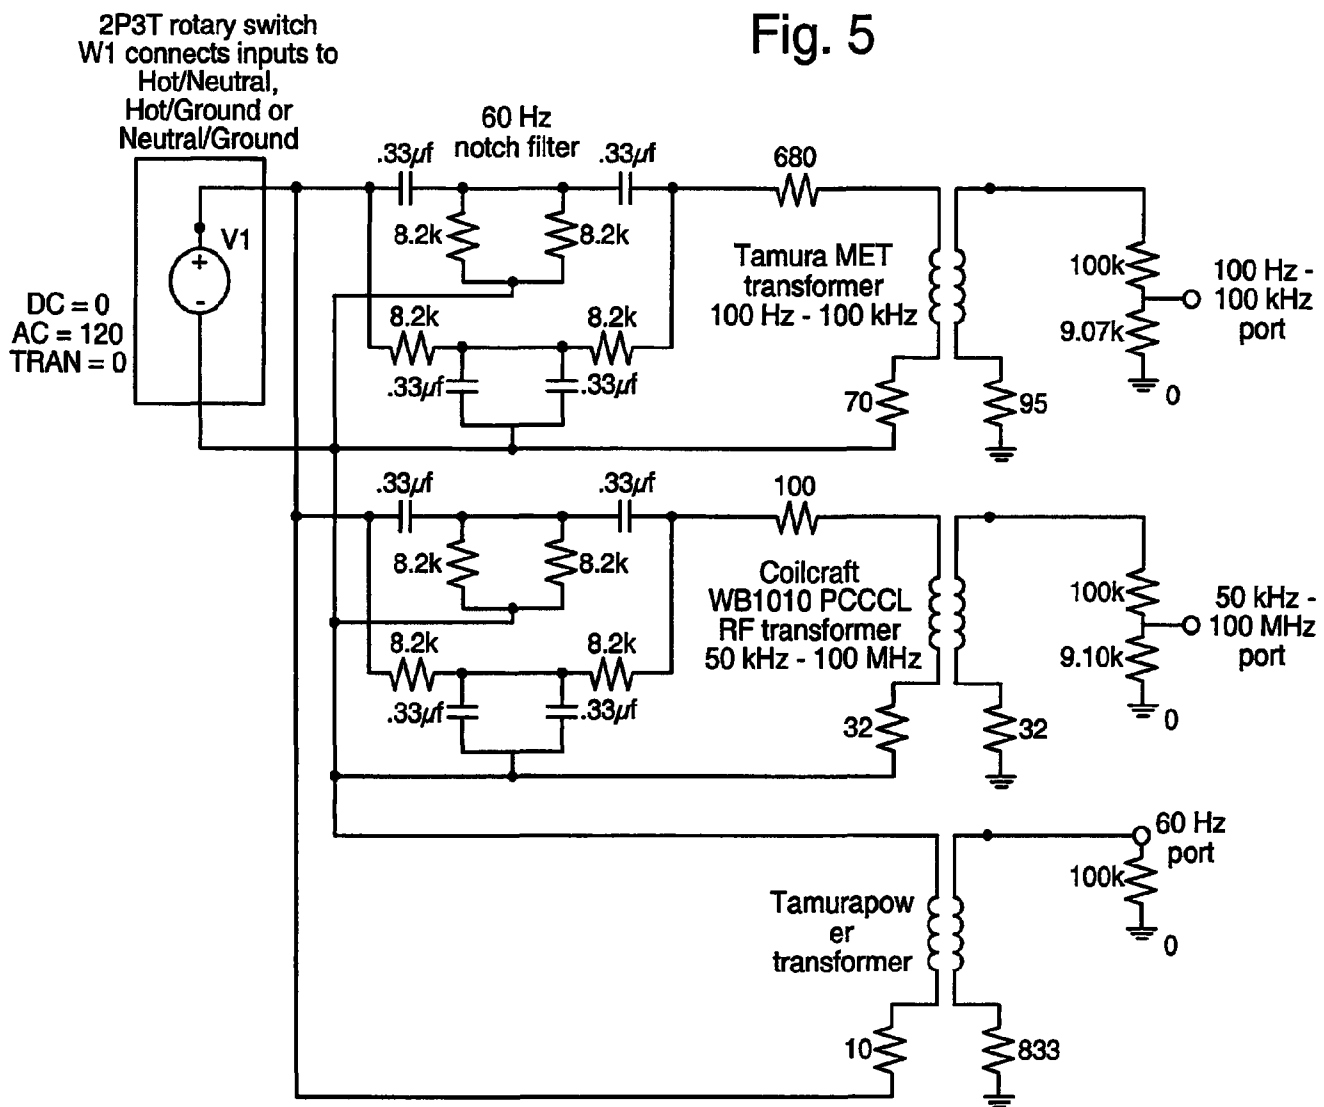 Fig. 5
2P3T rotary switch
W1 connects inputs to
Hot/Neutral,
Hot/Ground or
Neutral/Ground
V1
+
-
DC = 0
AC = 120
TRAN = 0
60 Hz
notch filter
.33µf
.33µf
8.2k
8.2k
8.2k
8.2k
.33µf
.33µf
680
Tamura MET
transformer
100 Hz - 100 kHz
70
95
100k
9.07k
0
100 Hz -
100 kHz
port
.33µf
.33µf
8.2k
8.2k
8.2k
8.2k
.33µf
.33µf
100
Coilcraft
WB1010 PCCCL
RF transformer
50 kHz - 100 MHz
32
32
100k
9.10k
0
50 kHz -
100 MHz
port
Tamurapow
er
transformer
10
833
60 Hz
port
100k
0